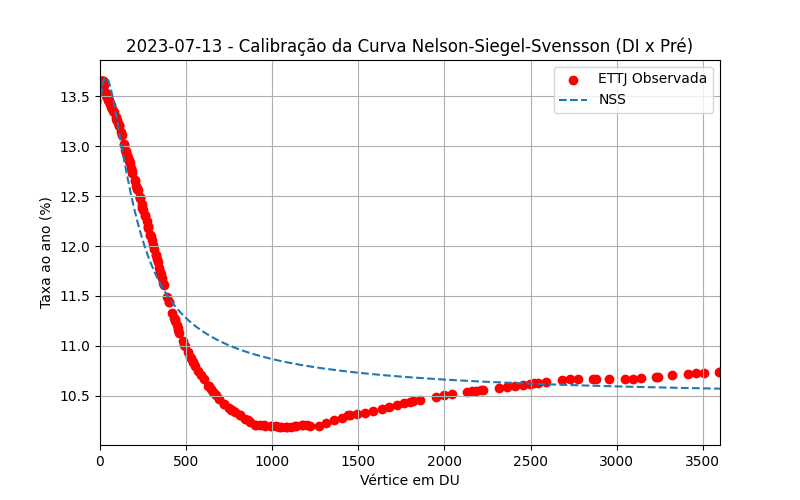 2023-07-13 - Calibração da Curva Nelson-Siegel-Svensson (DI x Pré)
ETTJ Observada
NSS
Taxa ao ano (%)
13.5
13.0
12.5
12.0
11.5
11.0
10.5
0 500 1000 1500 2000 2500 3000 3500
Vértice em DU